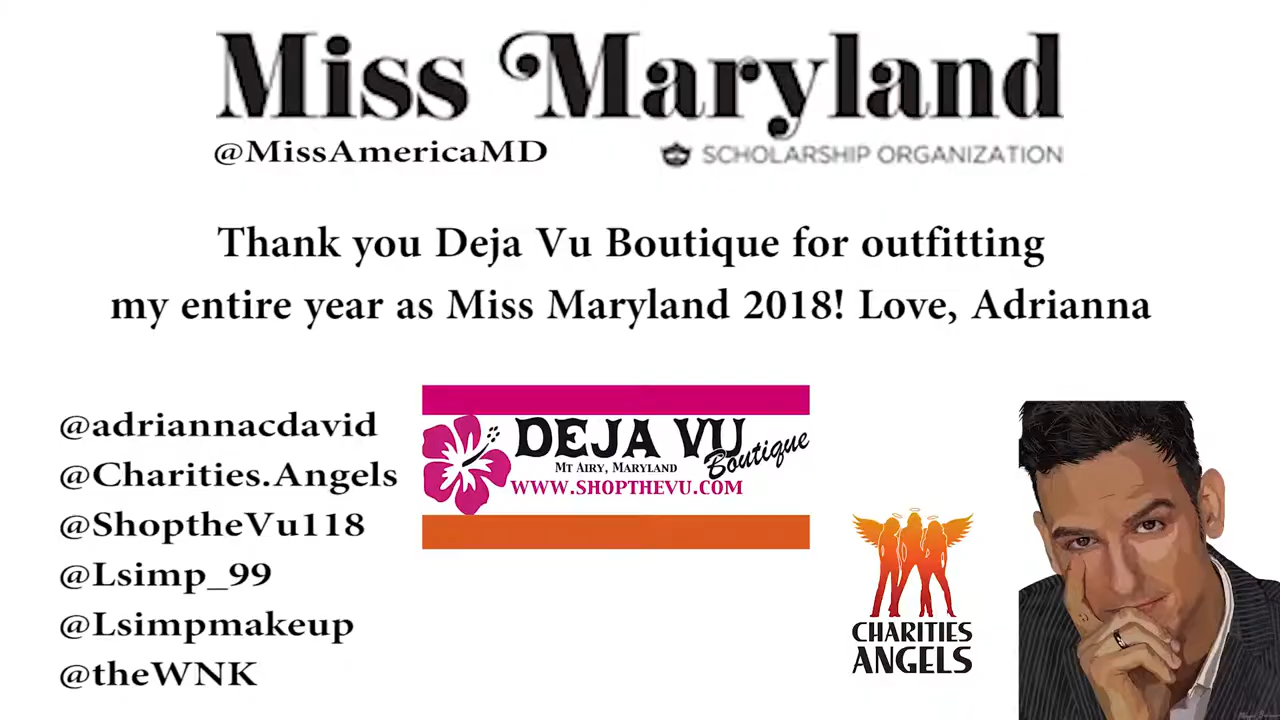 Miss Maryland
@MissAmericaMD
SCHOLARSHIP ORGANIZATION
Thank you Deja Vu Boutique for outfitting
my entire year as Miss Maryland 2018! Love, Adrianna
@adriannacdavid
@Charities.Angels
@ShoptheVu118
@Lsimp_99
@Lsimpmakeup
@theWNK
DEJA VU
Boutique
MT AIRY, MARYLAND
WWW.SHOPTHEVU.COM
CHARITIES
ANGELS